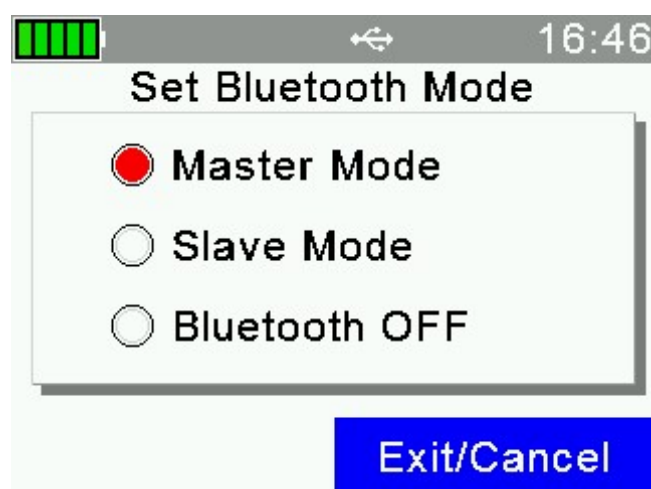 16:46
Set Bluetooth Mode
Master Mode
Slave Mode
Bluetooth OFF
Exit/Cancel